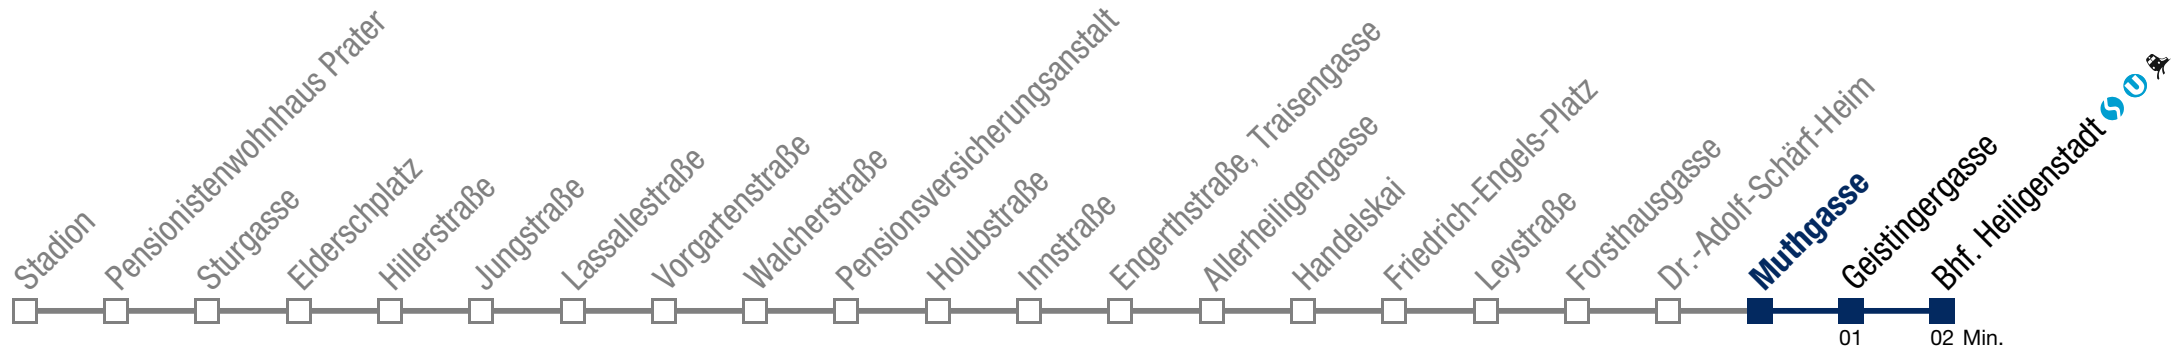 Stadion
Pensionistenwohnhaus Prater
Sturgasse
Elderschplatz
Hillerstraße
Jungstraße
Lassallestraße
Vorgartenstraße
Walcherstraße
Pensionsversicherungsanstalt
Holubstraße
Innstraße
Engerthstraße, Traisengasse
Allerheiligengasse
Handelskai
Friedrich-Engels-Platz
Leystraße
Forsthausgasse
Dr.-Adolf-Schärf-Heim
Muthgasse
Geistingergasse
Bhf. Heiligenstadt S U
01
02 Min.